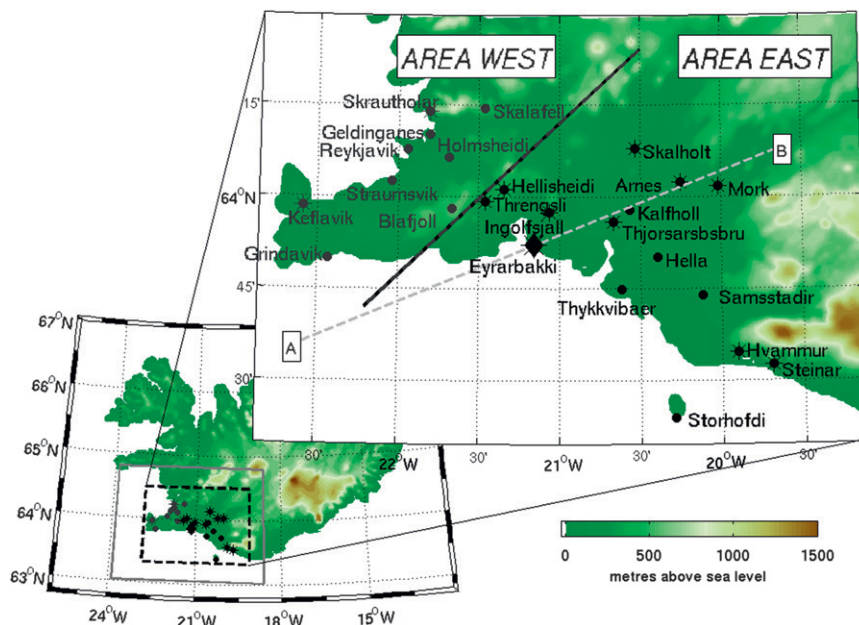 AREA WEST
AREA EAST
15'
Skrautholar
Skalafell
Geldinganes
Reykjavik
Holmsheidi
Skalholt
B
64°N
Straumsvik
Hellisheidi
Arnes
Mork
Keflavik
Threngsli
Kalfholl
Blafjoll
Ingolfsjall
Thjorsarsbsbru
Grindavik
Eyrarbakki
Hella
45'
Thykkvibaer
Samsstadir
A
Hvammur
30'
Steinar
Storhofdi
22°W
30'
21°W
30'
20°W
30'
67°N
66°N
65°N
64°N
63°N
24°W
21°W
18°W
15°W
0
500
1000
1500
metres above sea level